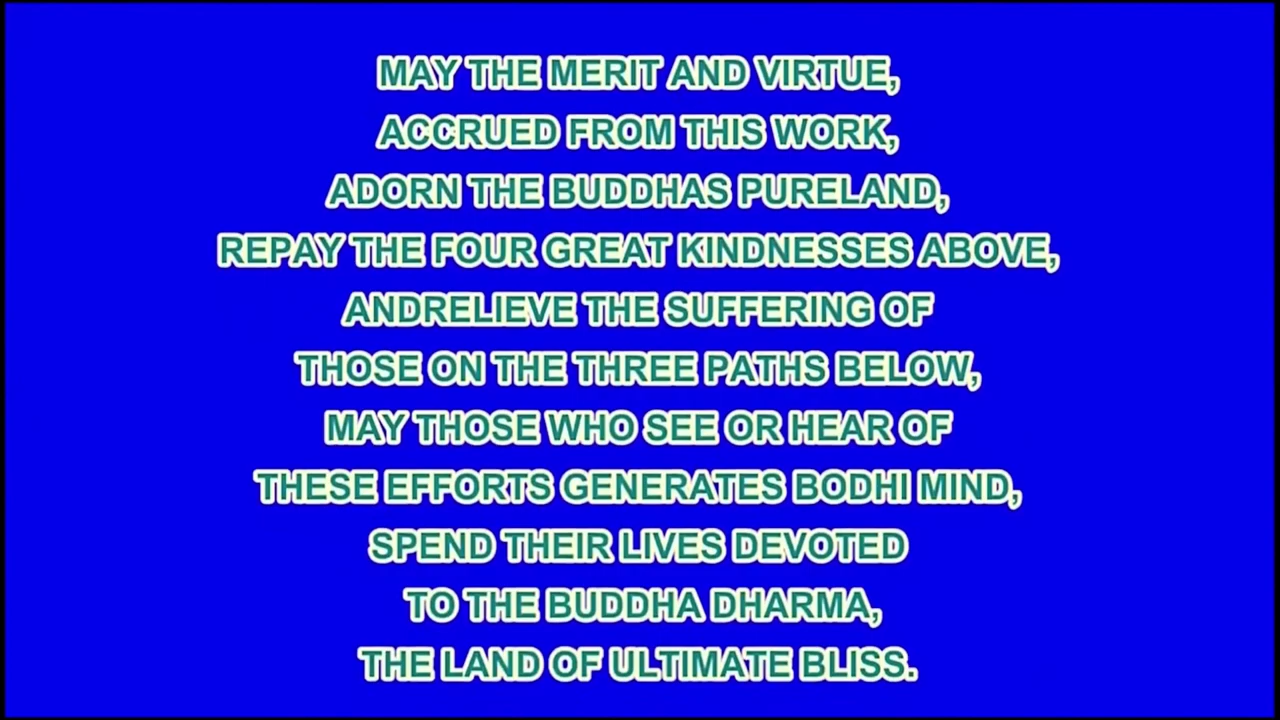 MAY THE MERIT AND VIRTUE,
ACCRUED FROM THIS WORK,
ADORN THE BUDDHAS PURELAND,
REPAY THE FOUR GREAT KINDNESSES ABOVE,
ANDRELIEVE THE SUFFERING OF
THOSE ON THE THREE PATHS BELOW,
MAY THOSE WHO SEE OR HEAR OF
THESE EFFORTS GENERATES BODHI MIND,
SPEND THEIR LIVES DEVOTED
TO THE BUDDHA DHARMA,
THE LAND OF ULTIMATE BLISS.